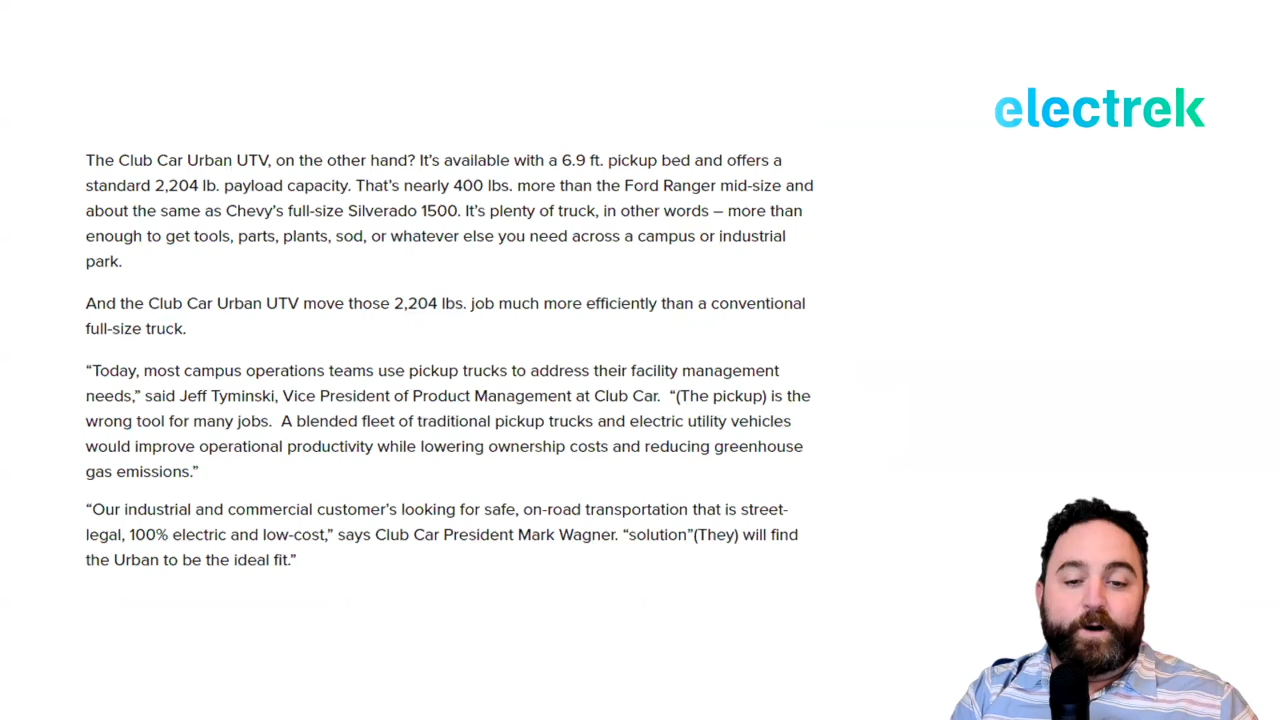 electrek
The Club Car Urban UTV, on the other hand? It’s available with a 6.9 ft. pickup bed and offers a
standard 2,204 lb. payload capacity. That’s nearly 400 lbs. more than the Ford Ranger mid-size and
about the same as Chevy’s full-size Silverado 1500. It’s plenty of truck, in other words – more than
enough to get tools, parts, plants, sod, or whatever else you need across a campus or industrial
park.
And the Club Car Urban UTV move those 2,204 lbs. job much more efficiently than a conventional
full-size truck.
“Today, most campus operations teams use pickup trucks to address their facility management
needs,” said Jeff Tyminski, Vice President of Product Management at Club Car.  “(The pickup) is the
wrong tool for many jobs.  A blended fleet of traditional pickup trucks and electric utility vehicles
would improve operational productivity while lowering ownership costs and reducing greenhouse
gas emissions.”
“Our industrial and commercial customer’s looking for safe, on-road transportation that is street-
legal, 100% electric and low-cost,” says Club Car President Mark Wagner. “solution”(They) will find
the Urban to be the ideal fit.”